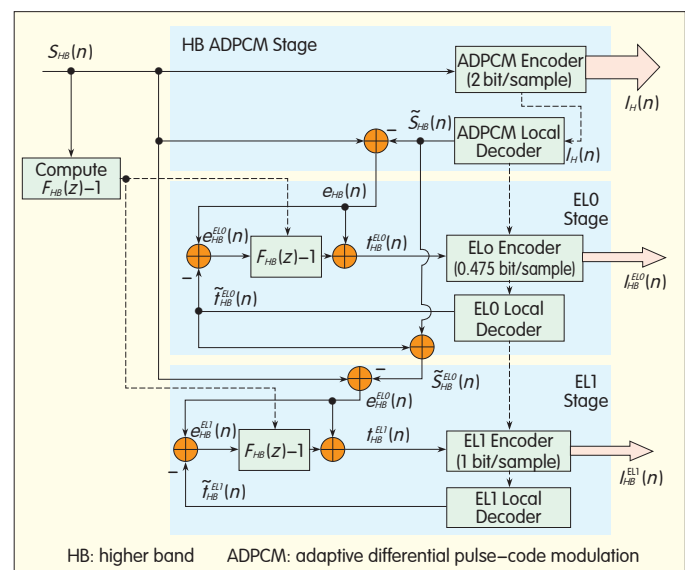 S_HB(n)
HB ADPCM Stage
ADPCM Encoder
(2 bit/sample)
I_H(n)
S̃_HB(n)
ADPCM Local
Decoder
I_H(n)
–
Compute
F_HB(z)–1
e_HB(n)
EL0
Stage
e_HB^EL0(n)
F_HB(z)–1
t_HB^EL0(n)
ELo Encoder
(0.475 bit/sample)
I_HB^EL0(n)
–
t̃_HB^EL0(n)
EL0 Local
Decoder
–
S̃_HB^EL0(n)
EL1
Stage
e_HB^EL0(n)
e_HB^EL1(n)
F_HB(z)–1
t_HB^EL1(n)
EL1 Encoder
(1 bit/sample)
I_HB^EL1(n)
–
t̃_HB^EL1(n)
EL1 Local
Decoder
HB: higher band ADPCM: adaptive differential pulse–code modulation